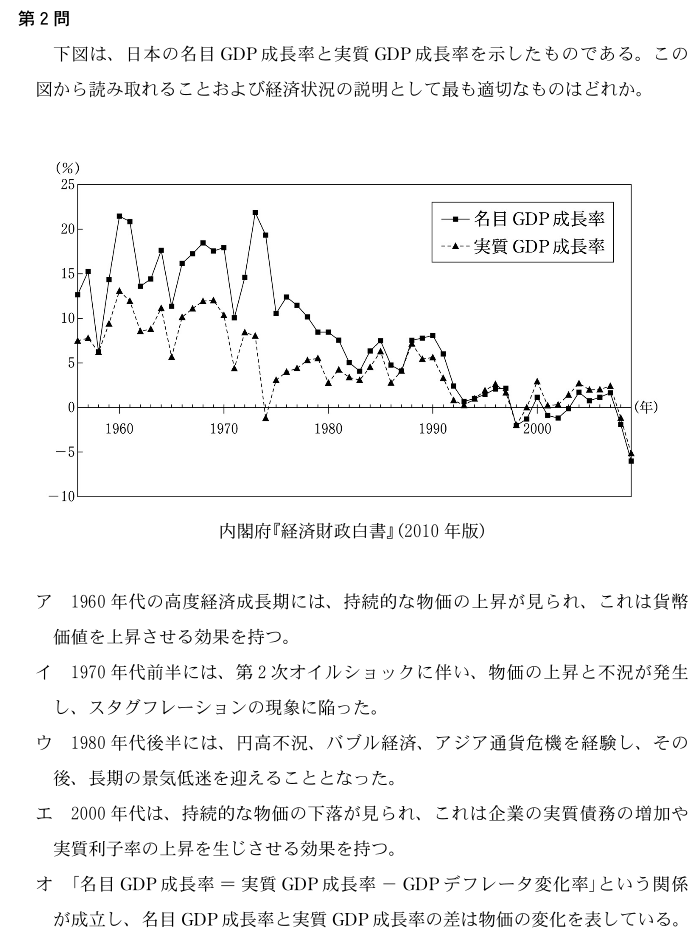 第2問
下図は、日本の名目 GDP 成長率と実質 GDP 成長率を示したものである。この
図から読み取れることおよび経済状況の説明として最も適切なものはどれか。
(%)
25
20
15
10
5
0
−5
−10
名目 GDP 成長率
実質 GDP 成長率
(年)
1960 1970 1980 1990 2000
内閣府『経済財政白書』(2010 年版)
ア 1960 年代の高度経済成長期には、持続的な物価の上昇が見られ、これは貨幣
価値を上昇させる効果を持つ。
イ 1970 年代前半には、第2次オイルショックに伴い、物価の上昇と不況が発生
し、スタグフレーションの現象に陥った。
ウ 1980 年代後半には、円高不況、バブル経済、アジア通貨危機を経験し、その
後、長期の景気低迷を迎えることとなった。
エ 2000 年代は、持続的な物価の下落が見られ、これは企業の実質債務の増加や
実質利子率の上昇を生じさせる効果を持つ。
オ 「名目 GDP 成長率 = 実質 GDP 成長率 − GDP デフレータ変化率」という関係
が成立し、名目 GDP 成長率と実質 GDP 成長率の差は物価の変化を表している。